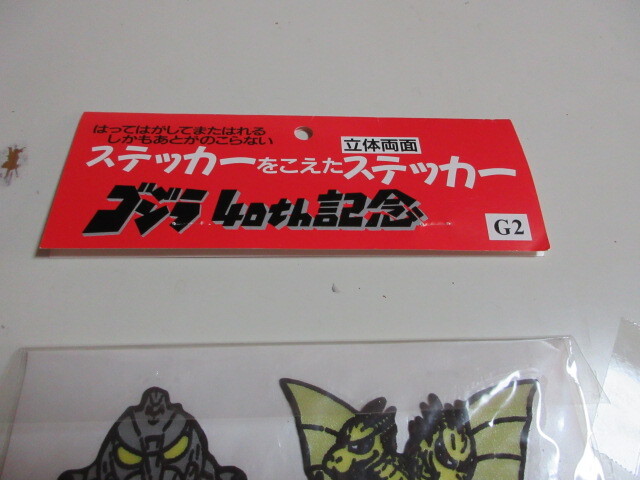 はってはがしてまたはれる
しかもあとがのこらない
立体両面
ステッカーをこえたステッカー
ゴジラ 40th記念
G2